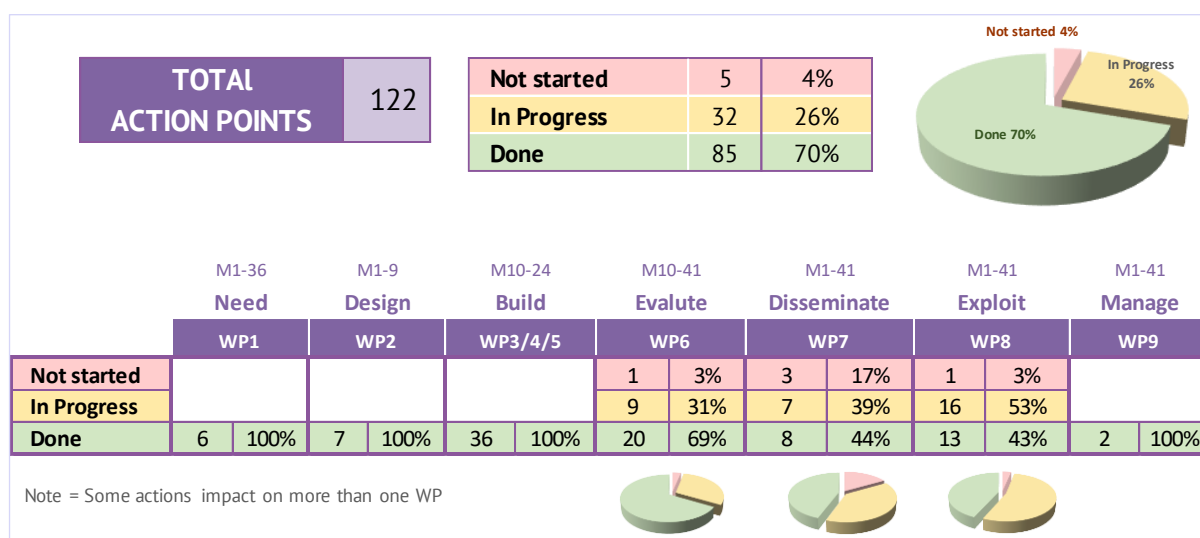 TOTAL
ACTION POINTS
122
Not started 5 4%
In Progress 32 26%
Done 85 70%
Not started 4%
In Progress
26%
Done 70%
M1-36 M1-9 M10-24 M10-41 M1-41 M1-41 M1-41
Need Design Build Evalute Disseminate Exploit Manage
WP1 WP2 WP3/4/5 WP6 WP7 WP8 WP9
Not started 1 3% 3 17% 1 3%
In Progress 9 31% 7 39% 16 53%
Done 6 100% 7 100% 36 100% 20 69% 8 44% 13 43% 2 100%
Note = Some actions impact on more than one WP